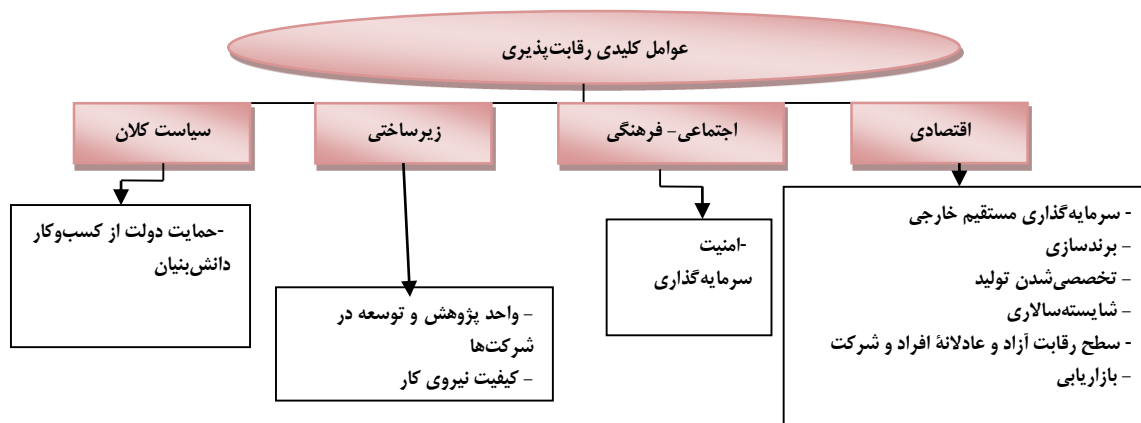 عوامل کلیدی رقابت‌پذیری
اقتصادی
اجتماعی- فرهنگی
زیرساختی
سیاست کلان
- سرمایه‌گذاری مستقیم خارجی
- برندسازی
- تخصصی‌شدن تولید
- شایسته‌سالاری
- سطح رقابت آزاد و عادلانهٔ افراد و شرکت
- بازاریابی
-امنیت
سرمایه‌گذاری
- واحد پژوهش و توسعه در
شرکت‌ها
- کیفیت نیروی کار
-حمایت دولت از کسب‌وکار
دانش‌بنیان